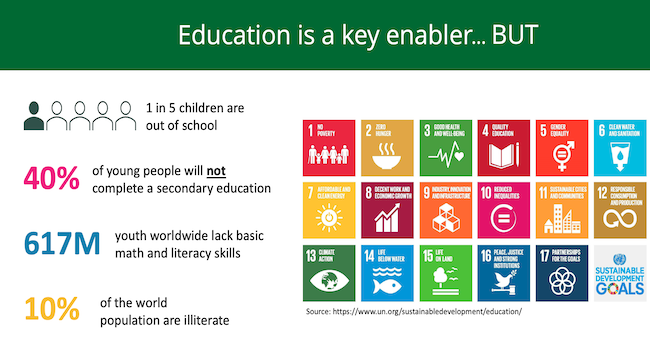 Education is a key enabler... BUT
1 in 5 children are
out of school
40%
of young people will not
complete a secondary education
617M
youth worldwide lack basic
math and literacy skills
10%
of the world
population are illiterate
1 NO
POVERTY
2 ZERO
HUNGER
3 GOOD HEALTH
AND WELL-BEING
4 QUALITY
EDUCATION
5 GENDER
EQUALITY
6 CLEAN WATER
AND SANITATION
7 AFFORDABLE AND
CLEAN ENERGY
8 DECENT WORK AND
ECONOMIC GROWTH
9 INDUSTRY, INNOVATION
AND INFRASTRUCTURE
10 REDUCED
INEQUALITIES
11 SUSTAINABLE CITIES
AND COMMUNITIES
12 RESPONSIBLE
CONSUMPTION
AND PRODUCTION
13 CLIMATE
ACTION
14 LIFE
BELOW WATER
15 LIFE
ON LAND
16 PEACE, JUSTICE
AND STRONG
INSTITUTIONS
17 PARTNERSHIPS
FOR THE GOALS
SUSTAINABLE
DEVELOPMENT
GOALS
Source: https://www.un.org/sustainabledevelopment/education/